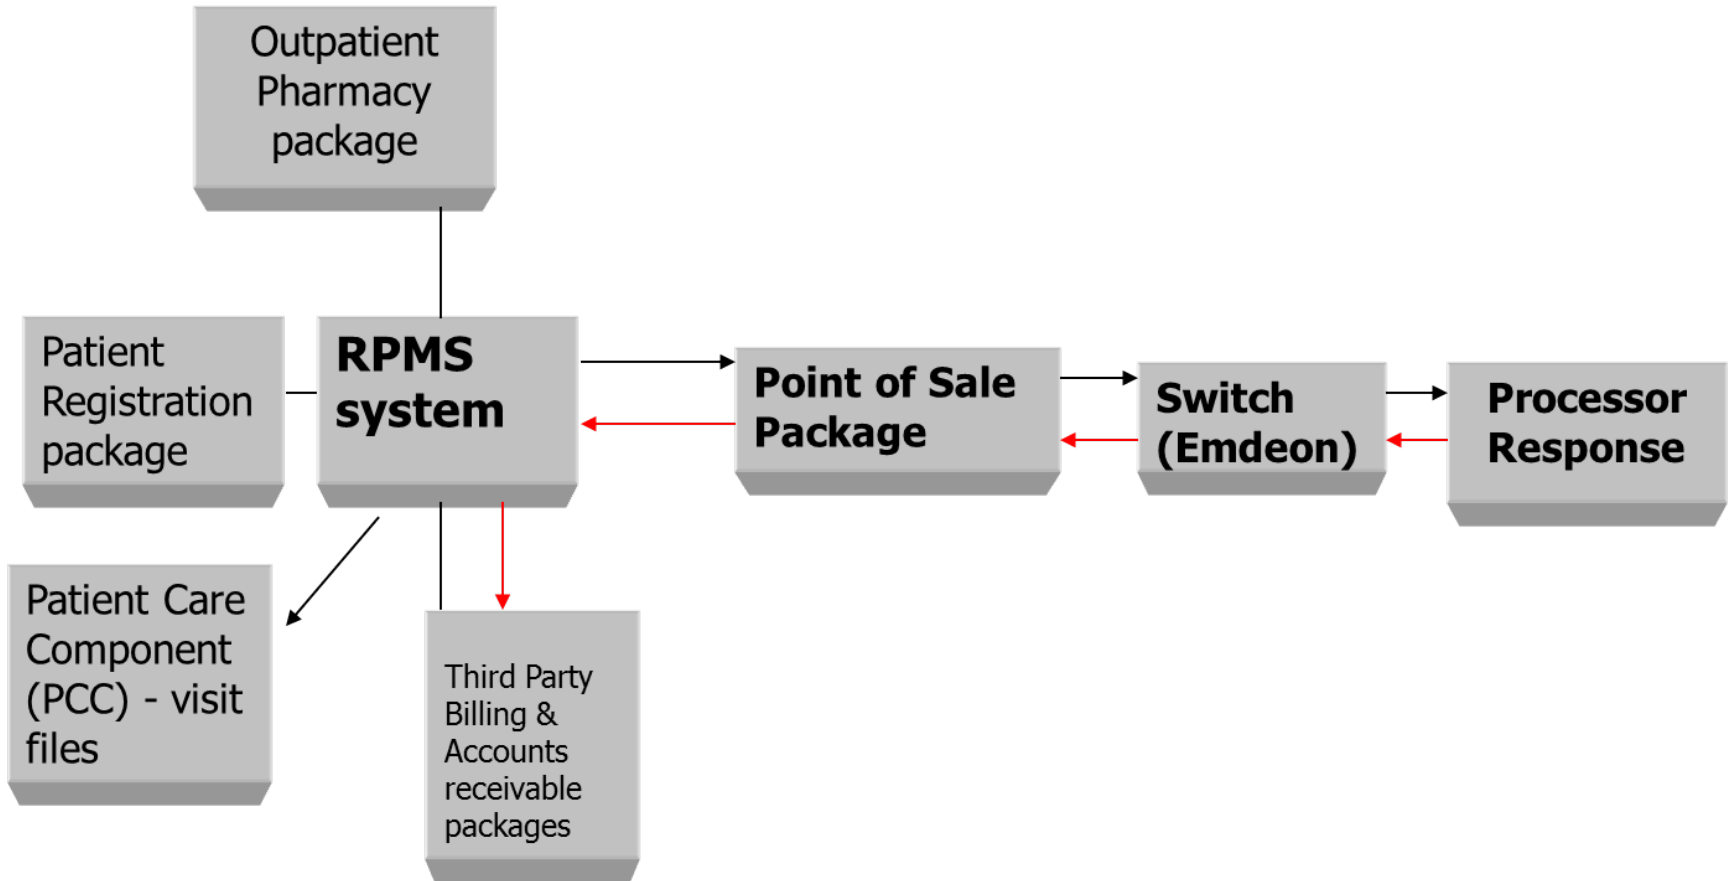 Outpatient
Pharmacy
package
Patient
Registration
package
RPMS
system
Point of Sale
Package
Switch
(Emdeon)
Processor
Response
Patient Care
Component
(PCC) - visit
files
Third Party
Billing &
Accounts
receivable
packages